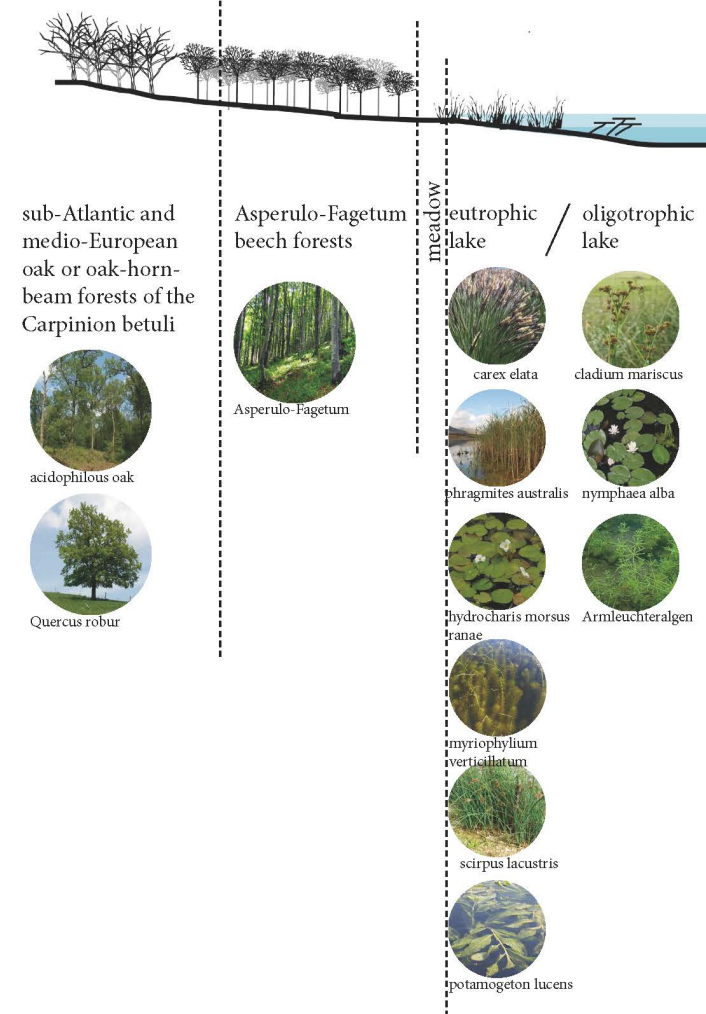 sub-Atlantic and
medio-European
oak or oak-horn-
beam forests of the
Carpinion betuli
acidophilous oak
Quercus robur
Asperulo-Fagetum
beech forests
Asperulo-Fagetum
meadow
eutrophic
lake
/
oligotrophic
lake
carex elata
cladium mariscus
phragmites australis
nymphaea alba
hydrocharis morsus
ranae
Armleuchteralgen
myriophylium
verticillatum
scirpus lacustris
potamogeton lucens